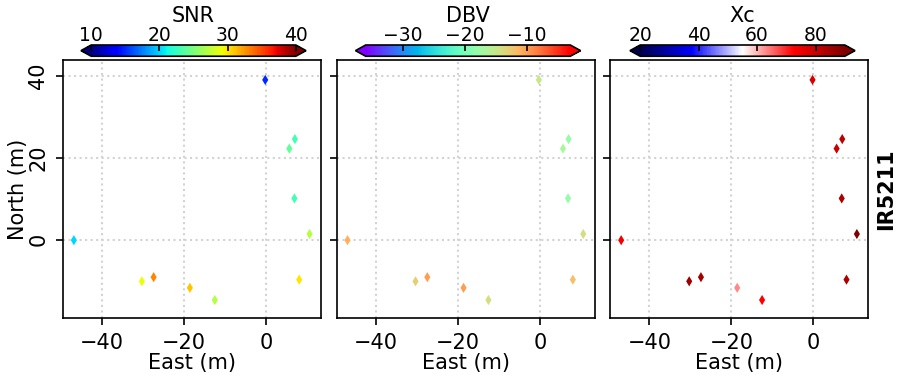 SNR DBV Xc
10 20 30 40 −30 −20 −10 20 40 60 80
40
20
0
North (m)
−40 −20 0 −40 −20 0 −40 −20 0
East (m) East (m) East (m)
IR5211